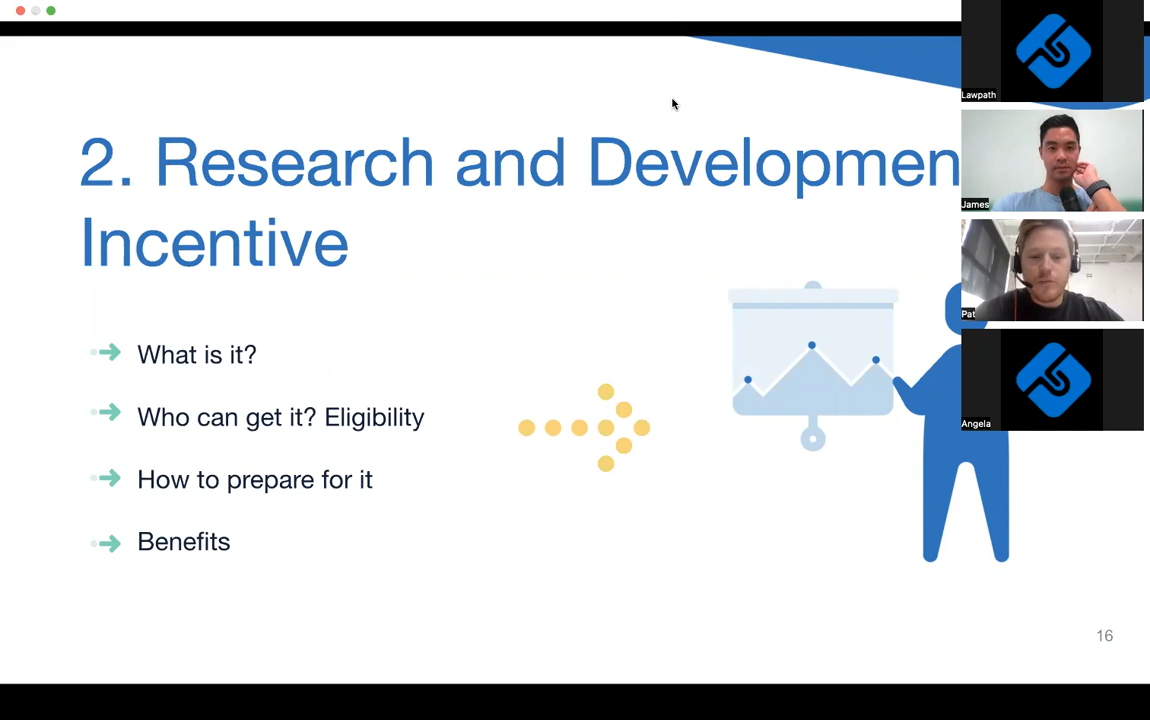 2. Research and Developmen
Incentive
What is it?
Who can get it? Eligibility
How to prepare for it
Benefits
16
Lawpath
James
Pat
Angela